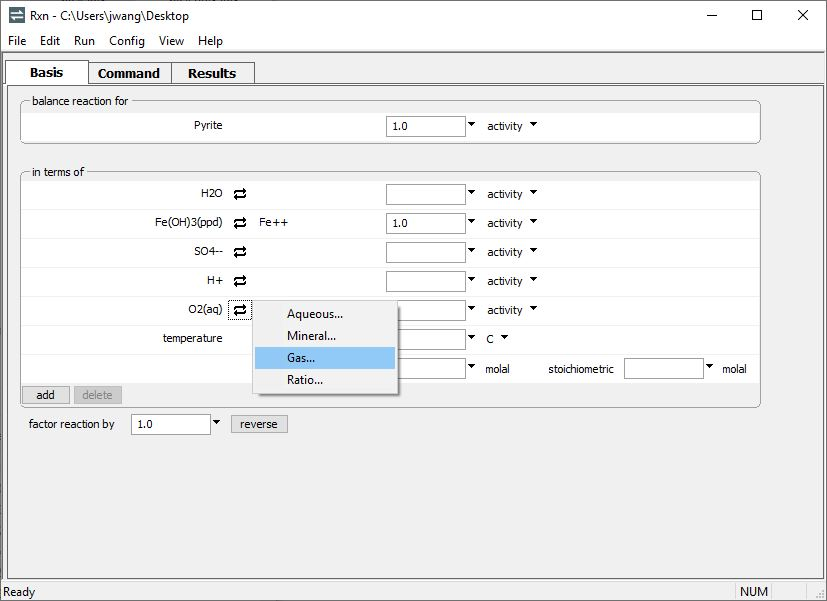 Rxn - C:\Users\jwang\Desktop
File Edit Run Config View Help
Basis Command Results
balance reaction for
Pyrite 1.0 activity
in terms of
H2O activity
Fe(OH)3(ppd) Fe++ 1.0 activity
SO4-- activity
H+ activity
O2(aq) activity
Aqueous...
Mineral...
temperature C
Gas...
molal stoichiometric molal
Ratio...
add delete
factor reaction by 1.0 reverse
Ready NUM